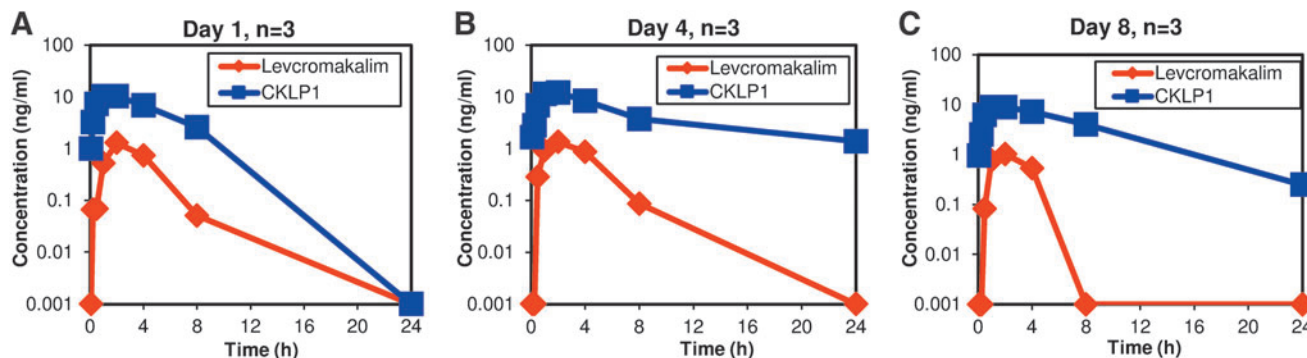 A
Day 1, n=3
Concentration (ng/ml)
100
10
1
0.1
0.01
0.001
Levcromakalim
CKLP1
0 4 8 12 16 20 24
Time (h)
B
Day 4, n=3
Concentration (ng/ml)
100
10
1
0.1
0.01
0.001
Levcromakalim
CKLP1
0 4 8 12 16 20 24
Time (h)
C
Day 8, n=3
Concentration (ng/ml)
100
10
1
0.1
0.01
0.001
Levcromakalim
CKLP1
0 4 8 12 16 20 24
Time (h)